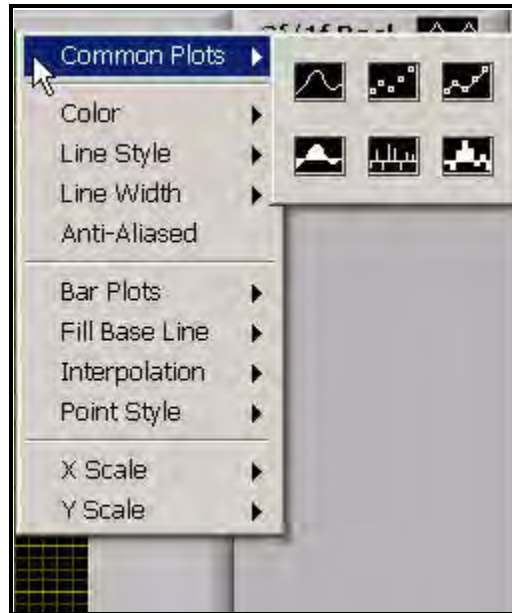 Common Plots
Color
Line Style
Line Width
Anti-Aliased
Bar Plots
Fill Base Line
Interpolation
Point Style
X Scale
Y Scale